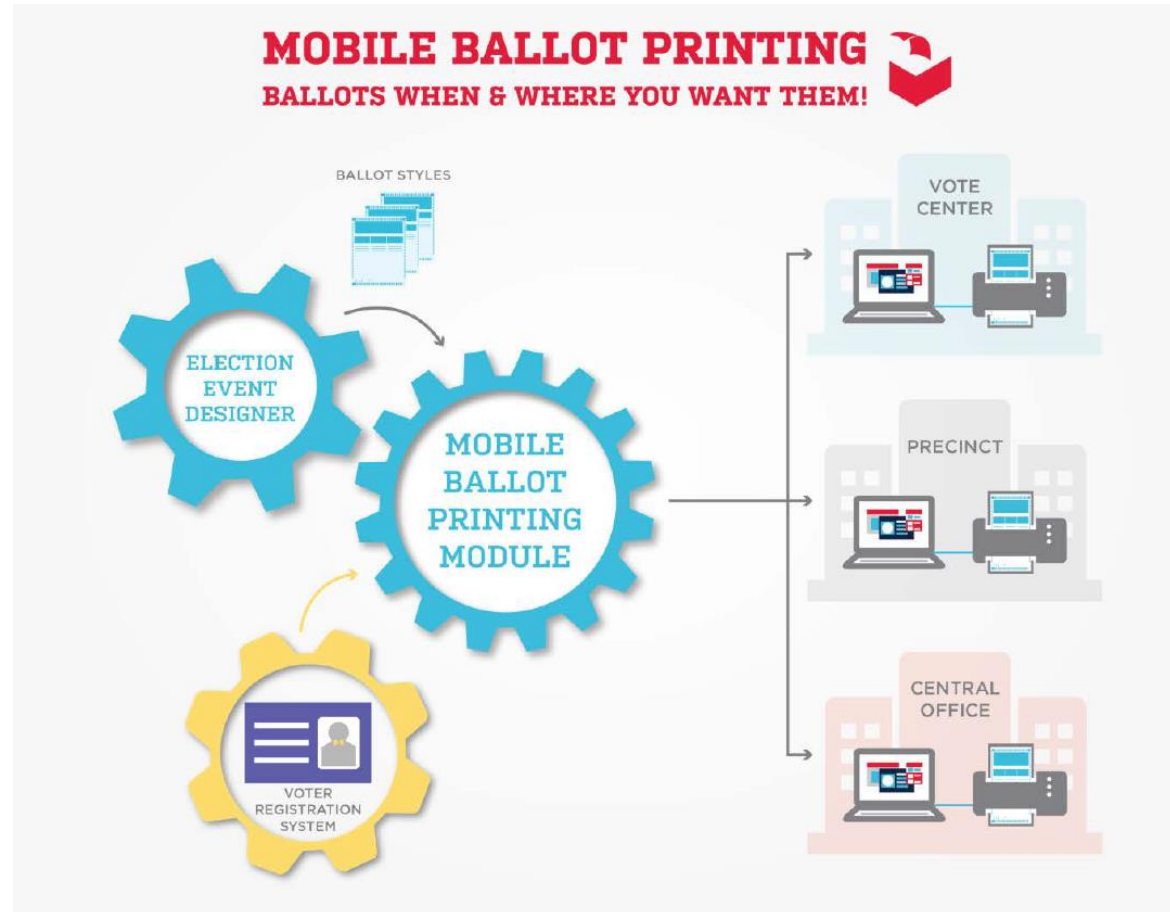 MOBILE BALLOT PRINTING
BALLOTS WHEN & WHERE YOU WANT THEM!
BALLOT STYLES
ELECTION
EVENT
DESIGNER
MOBILE
BALLOT
PRINTING
MODULE
VOTER
REGISTRATION
SYSTEM
VOTE
CENTER
PRECINCT
CENTRAL
OFFICE